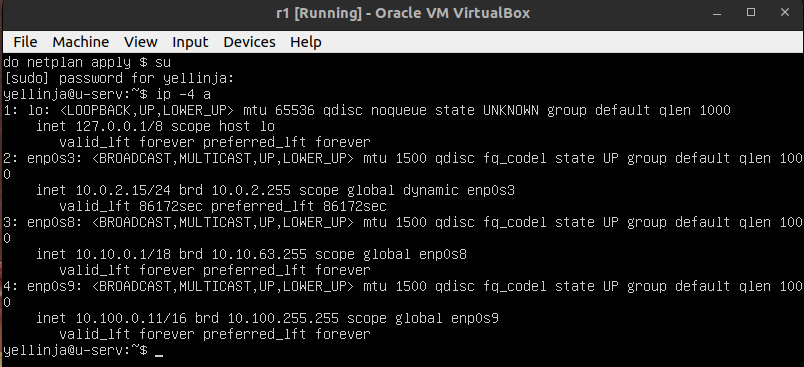 r1 [Running] - Oracle VM VirtualBox
File Machine View Input Devices Help
do netplan apply $ su
[sudo] password for yellinja:
yellinja@u-serv:~$ ip -4 a
1: lo: <LOOPBACK,UP,LOWER_UP> mtu 65536 qdisc noqueue state UNKNOWN group default qlen 1000
    inet 127.0.0.1/8 scope host lo
       valid_lft forever preferred_lft forever
2: enp0s3: <BROADCAST,MULTICAST,UP,LOWER_UP> mtu 1500 qdisc fq_codel state UP group default qlen 100
0
    inet 10.0.2.15/24 brd 10.0.2.255 scope global dynamic enp0s3
       valid_lft 86172sec preferred_lft 86172sec
3: enp0s8: <BROADCAST,MULTICAST,UP,LOWER_UP> mtu 1500 qdisc fq_codel state UP group default qlen 100
0
    inet 10.10.0.1/18 brd 10.10.63.255 scope global enp0s8
       valid_lft forever preferred_lft forever
4: enp0s9: <BROADCAST,MULTICAST,UP,LOWER_UP> mtu 1500 qdisc fq_codel state UP group default qlen 100
0
    inet 10.100.0.11/16 brd 10.100.255.255 scope global enp0s9
       valid_lft forever preferred_lft forever
yellinja@u-serv:~$ _